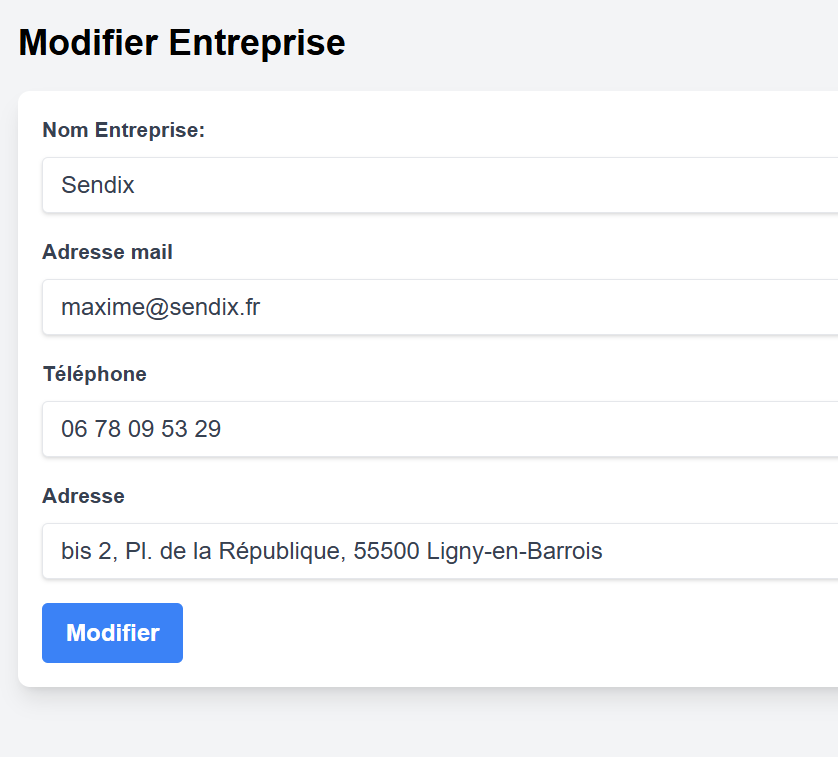 Modifier Entreprise
Nom Entreprise:
Sendix
Adresse mail
maxime@sendix.fr
Téléphone
06 78 09 53 29
Adresse
bis 2, Pl. de la République, 55500 Ligny-en-Barrois
Modifier